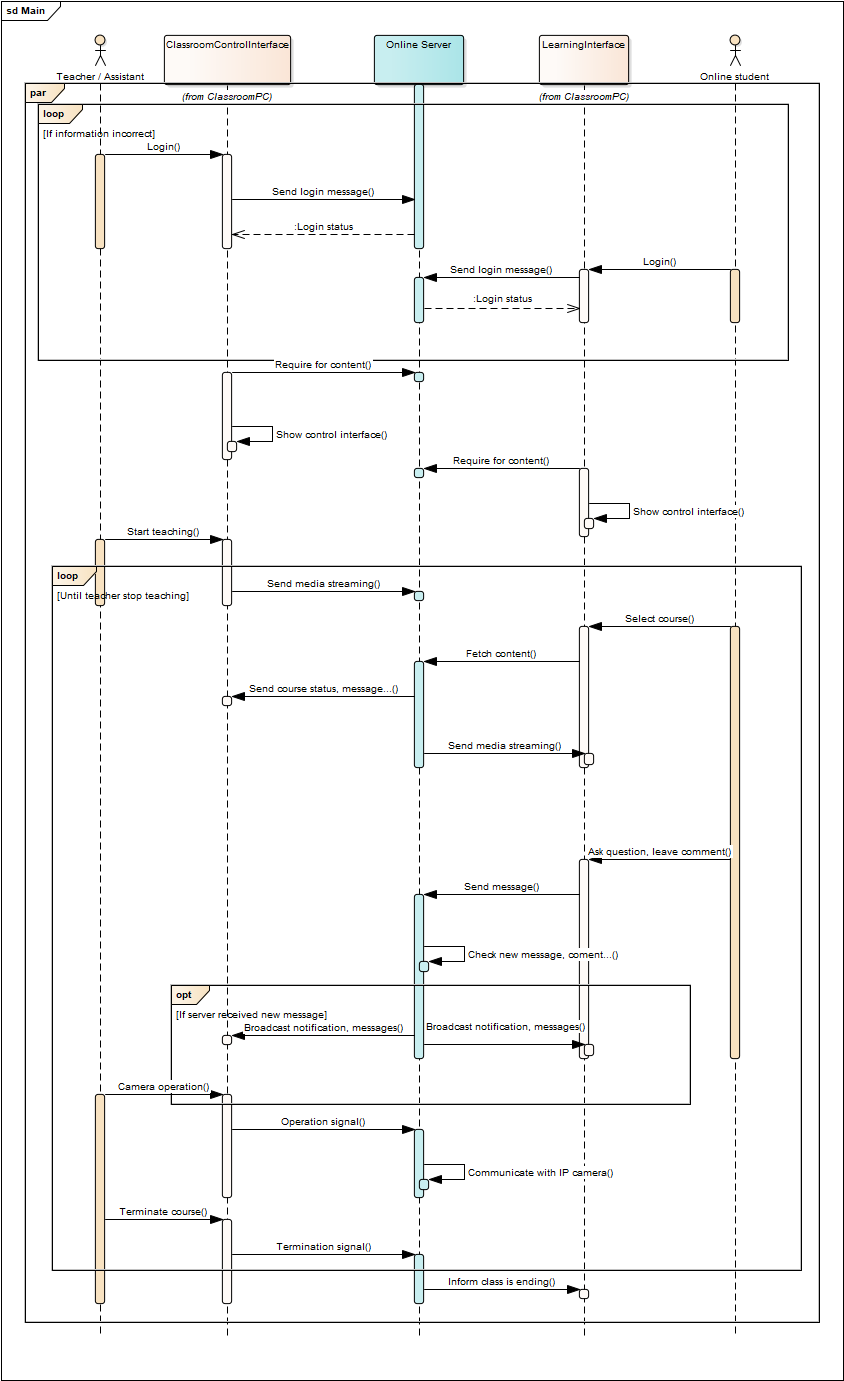 sd Main
ClassroomControlInterface
Online Server
LearningInterface
Teacher / Assistant
Online student
par
(from ClassroomPC)
(from ClassroomPC)
loop
[If information incorrect]
Login()
Send login message()
:Login status
Login()
Send login message()
:Login status
Require for content()
Show control interface()
Require for content()
Show control interface()
Start teaching()
loop
Send media streaming()
[Until teacher stop teaching]
Select course()
Fetch content()
Send course status, message...()
Send media streaming()
Ask question, leave comment()
Send message()
Check new message, coment...()
opt
[If server received new message]
Broadcast notification, messages()
Broadcast notification, messages()
Camera operation()
Operation signal()
Communicate with IP camera()
Terminate course()
Termination signal()
Inform class is ending()